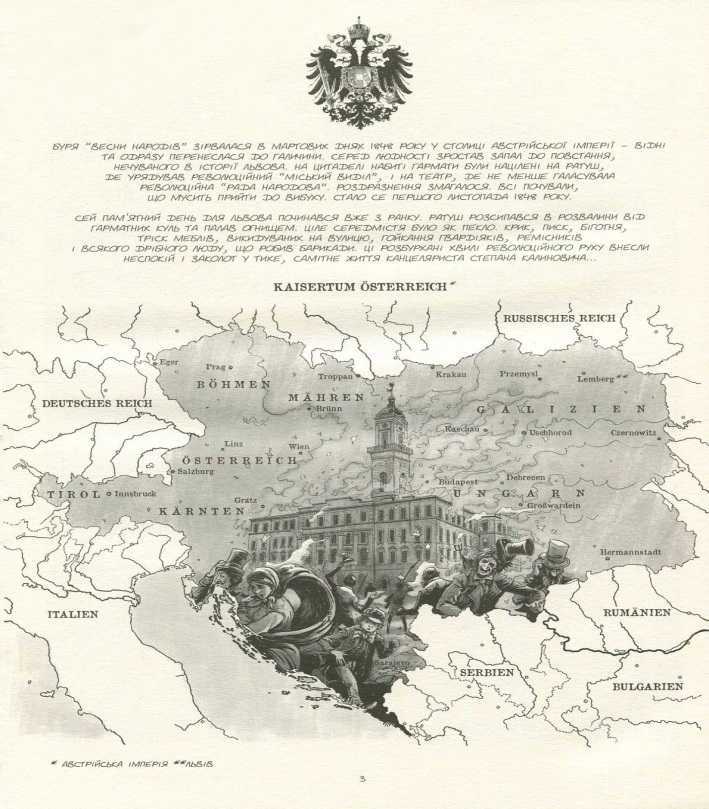 БУРЯ "ВЕСНИ НАРОДІВ" ЗІРВАЛАСЯ В МАРТОВИХ ДНЯХ 1848 РОКУ У СТОЛИЦІ АВСТРІЙСЬКОЇ ІМПЕРІЇ – ВІДНІ
ТА ОДРАЗУ ПЕРЕНЕСЛАСЯ ДО ГАЛИЧИНИ. СЕРЕД ЛЮДНОСТІ ЗРОСТАВ ЗАПАЛ ДО ПОВСТАННЯ,
НЕЧУВАНОГО В ІСТОРІЇ ЛЬВОВА. НА ЦИТАДЕЛІ НАБИТІ ГАРМАТИ БУЛИ НАЦІЛЕНІ НА РАТУШ,
ДЕ УРЯДУВАВ РЕВОЛЮЦІЙНИЙ "МІСЬКИЙ ВИДІЛ", І НА ТЕАТР, ДЕ НЕ МЕНШЕ ГАЛАСУВАЛА
РЕВОЛЮЦІЙНА "РАДА НАРОДОВА". РОЗДРАЗНЕННЯ ЗМАГАЛОСЯ. ВСІ ПОЧУВАЛИ,
ЩО МУСИТЬ ПРИЙТИ ДО ВИБУХУ. СТАЛО СЕ ПЕРШОГО ЛИСТОПАДА 1848 РОКУ.
СЕЙ ПАМ'ЯТНИЙ ДЕНЬ ДЛЯ ЛЬВОВА ПОЧИНАВСЯ ВЖЕ З РАНКУ. РАТУШ РОЗСИПАВСЯ В РОЗВАЛИНИ ВІД
ГАРМАТНИХ КУЛЬ ТА ПАЛАВ ОГНИЩЕМ. ЦІЛЕ СЕРЕДМІСТЯ БУЛО ЯК ПЕКЛО. КРИК, ПИСК, БІГОТНЯ,
ТРІСК МЕБЛІВ, ВИКИДУВАНИХ НА ВУЛИЦЮ, ГОЙКАННЯ ГВАРДІЯКІВ, РЕМІСНИКІВ
І ВСЯКОГО ДРІБНОГО ЛЮДУ, ЩО РОБИВ БАРИКАДИ. ЦІ РОЗБУРХАНІ ХВИЛІ РЕВОЛЮЦІЙНОГО РУХУ ВНЕСЛИ
НЕСПОКІЙ І ЗАКОЛОТ У ТИХЕ, САМІТНЕ ЖИТТЯ КАНЦЕЛЯРИСТА СТЕПАНА КАЛИНОВИЧА...
KAISERTUM ÖSTERREICH*
RUSSISCHES REICH
Eger
Prag
BÖHMEN
Troppau
Krakau
Przemysl
Lemberg**
MÄHREN
DEUTSCHES REICH
Brünn
GALIZIEN
Kaschau
Uschhorod
Czernowitz
Linz
Wien
ÖSTERREICH
Salzburg
Budapest
Debrecen
TIROL
Innsbruck
UNGARN
Gratz
Großwardein
KÄRNTEN
Hermannstadt
ITALIEN
RUMÄNIEN
Sarajevo
SERBIEN
BULGARIEN
* АВСТРІЙСЬКА ІМПЕРІЯ **ЛЬВІВ
3